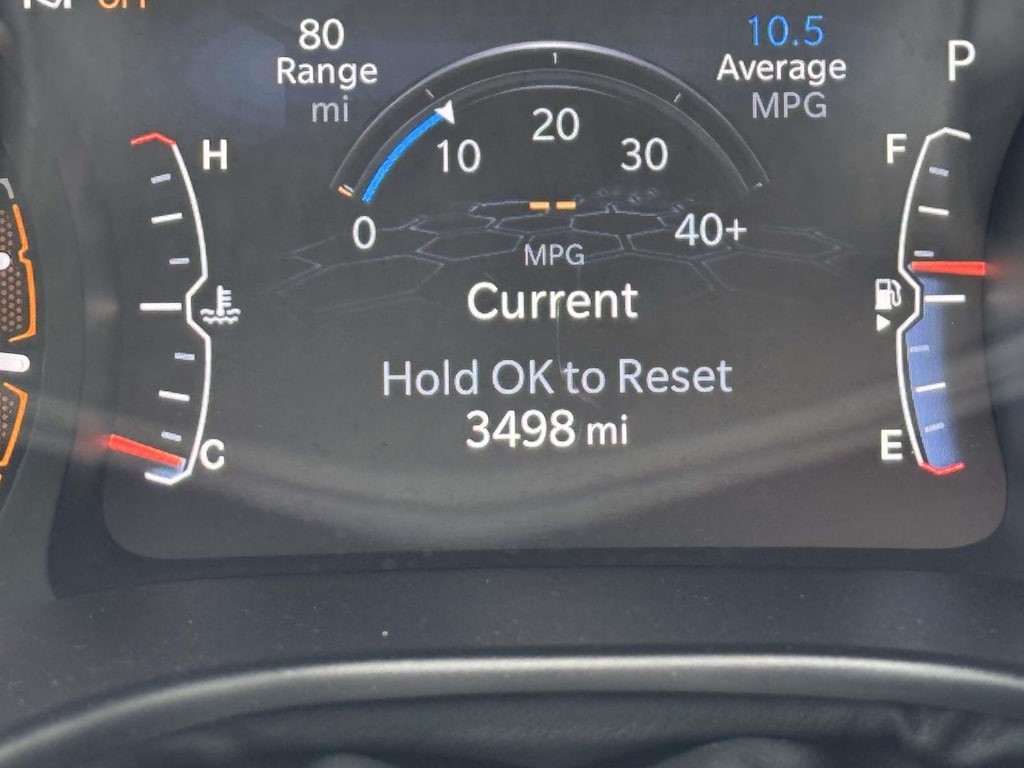 80
Range
mi
10.5
Average
MPG
P
H
F
20
10
30
0
40+
--
MPG
Current
Hold OK to Reset
3498 mi
C
E